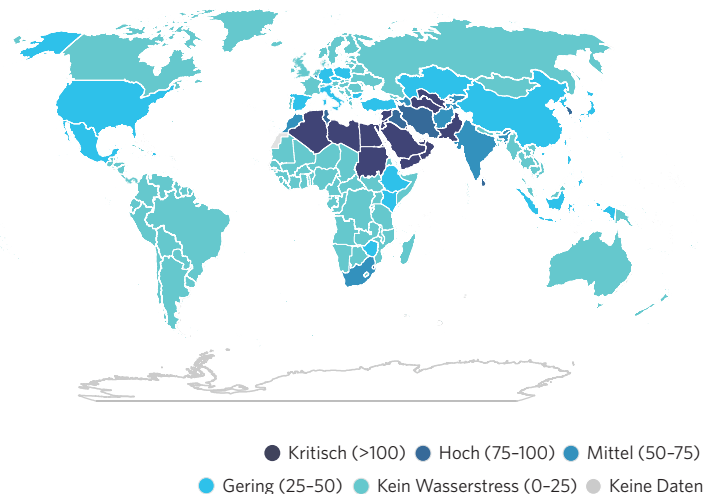 Kritisch (>100) Hoch (75–100) Mittel (50–75)
Gering (25–50) Kein Wasserstress (0–25) Keine Daten